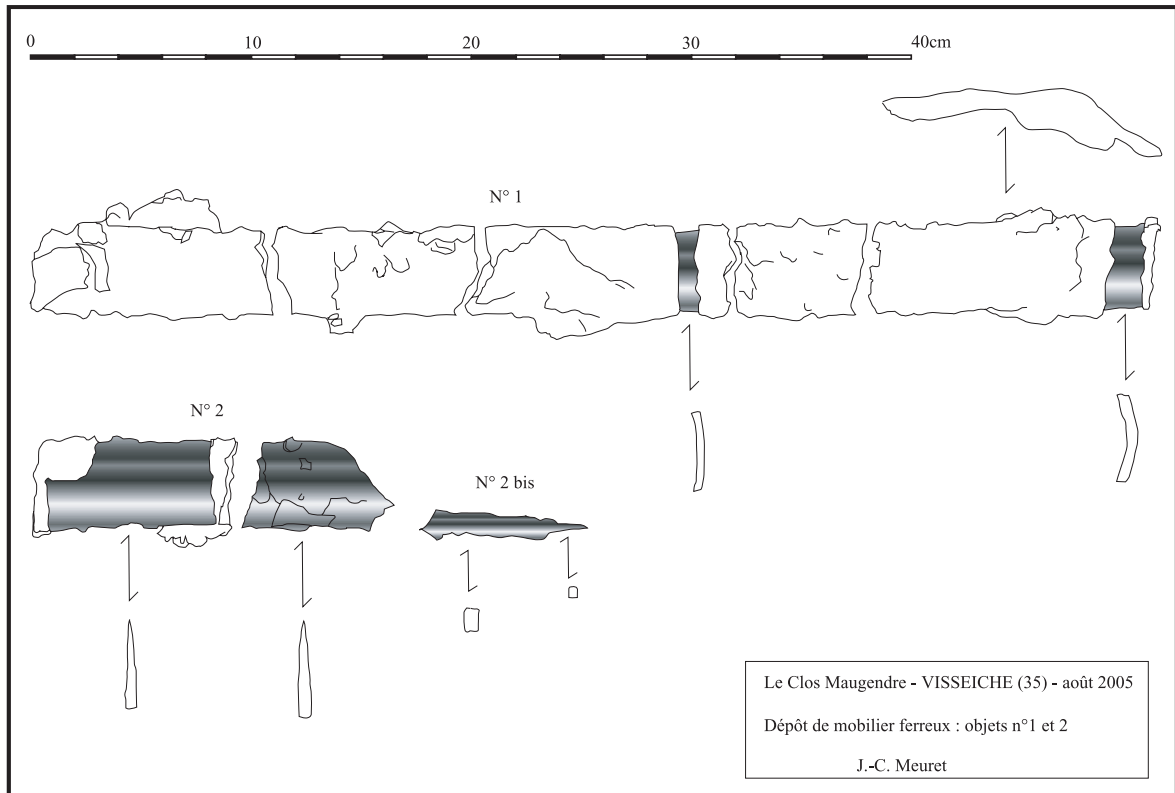 0 10 20 30 40cm
N° 1
N° 2
N° 2 bis
Le Clos Maugendre - VISSEICHE (35) - août 2005
Dépôt de mobilier ferreux : objets n°1 et 2
J.-C. Meuret